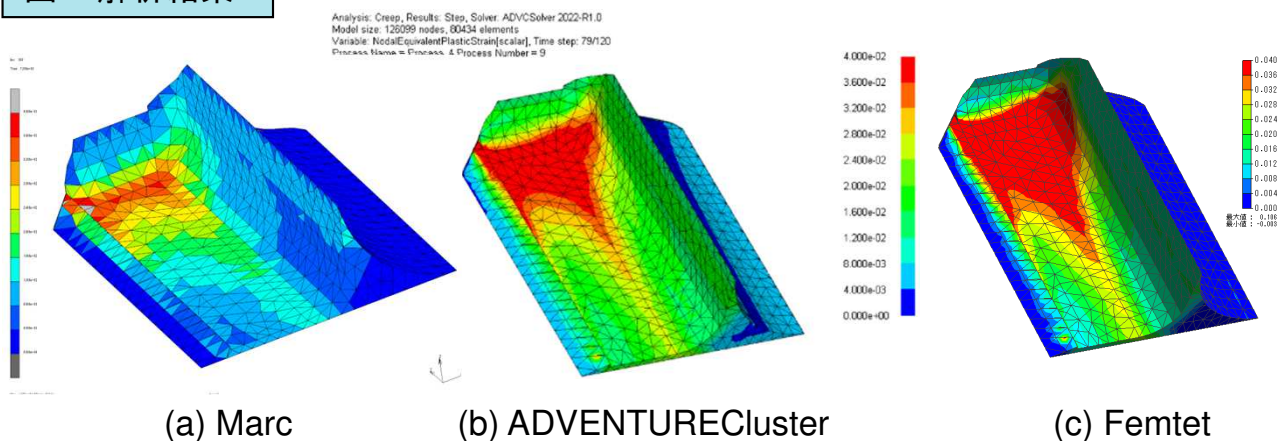 解析結果
Analysis: Creep, Results: Step, Solver: ADVCSolver 2022-R1.0
Model size: 126099 nodes, 80434 elements
Variable: NodalEquivalentPlasticStrain[scalar], Time step: 79/120
Process Name = Process, A Process Number = 9
4.000e-02
3.600e-02
3.200e-02
2.800e-02
2.400e-02
2.000e-02
1.600e-02
1.200e-02
8.000e-03
4.000e-03
0.000e+00
0.040
0.036
0.032
0.028
0.024
0.020
0.016
0.012
0.008
0.004
0.000
最大値 : 0.106
最小値 : -0.003
(a) Marc
(b) ADVENTURECluster
(c) Femtet